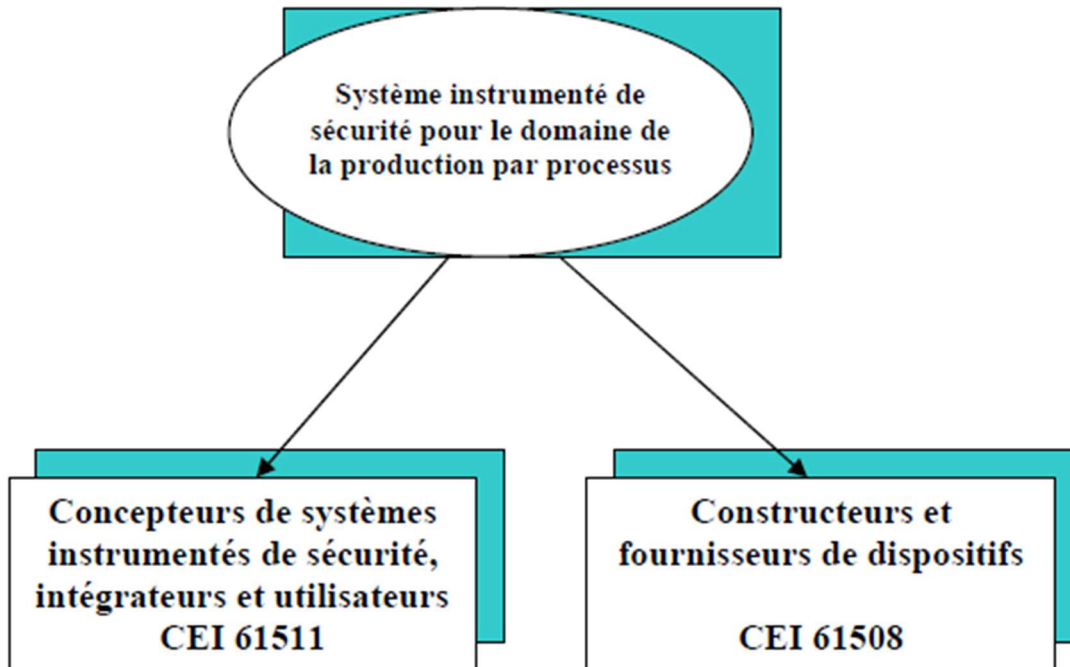 Système instrumenté de
sécurité pour le domaine de
la production par processus
Concepteurs de systèmes
instrumentés de sécurité,
intégrateurs et utilisateurs
CEI 61511
Constructeurs et
fournisseurs de dispositifs
CEI 61508